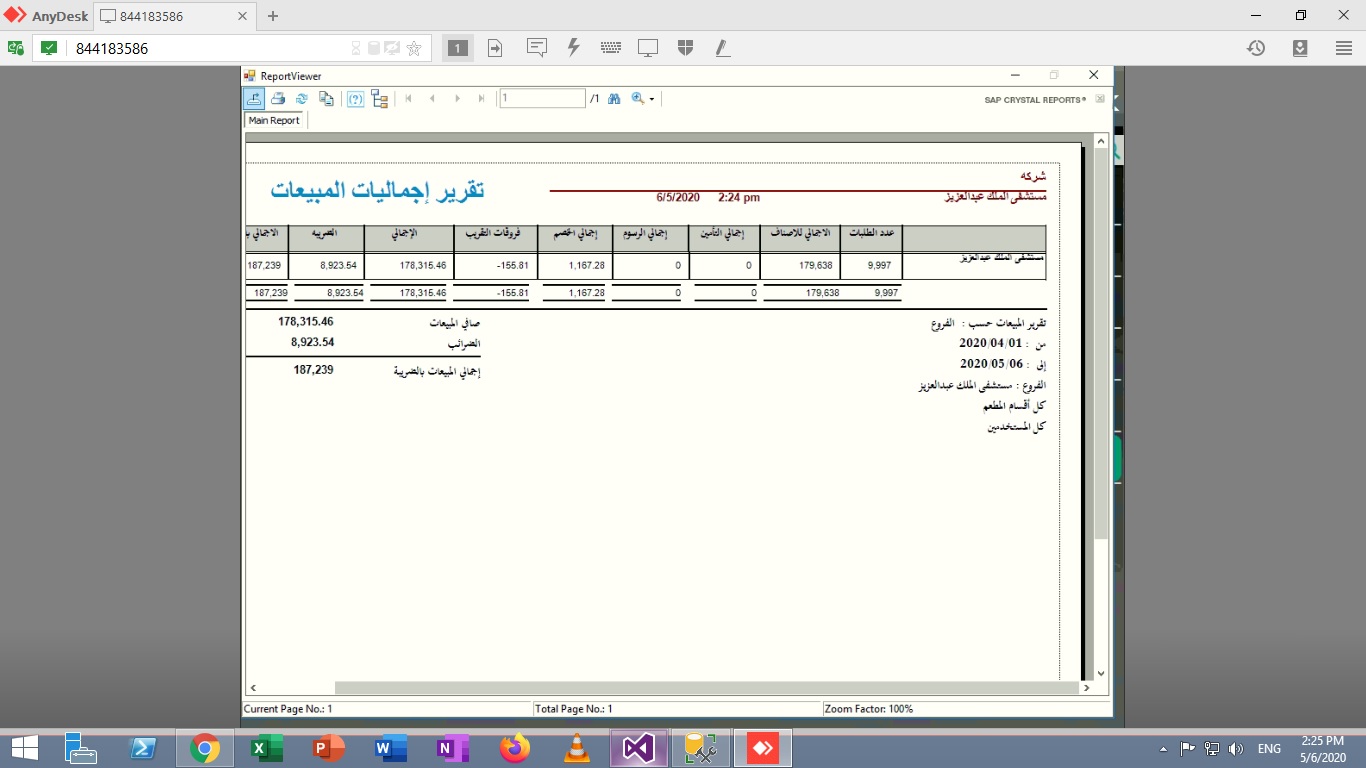 AnyDesk 844183586
844183586 1
ReportViewer
1 /1 SAP CRYSTAL REPORTS®
Main Report
شركه
تقرير إجماليات المبيعات
6/5/2020 2:24 pm
مستشفى الملك عبدالعزيز
عدد الطلبات الاجمالي للاصناف إجمالي التأمين إجمالي الرسوم إجمالي الخصم فروقات التقريب الإجمالي الضريبه الاجمالي
مستشفى الملك عبدالعزيز 9,997 179,638 0 0 1,167.28 -155.81 178,315.46 8,923.54 187,239
9,997 179,638 0 0 1,167.28 -155.81 178,315.46 8,923.54 187,239
تقرير المبيعات حسب : الفروع
من : 2020/04/01
إلى : 2020/05/06
الفروع : مستشفى الملك عبدالعزيز
كل أقسام المطعم
كل المستخدمين
صافي المبيعات 178,315.46
الضرائب 8,923.54
إجمالي المبيعات بالضريبة 187,239
Current Page No.: 1 Total Page No.: 1 Zoom Factor: 100%
ENG 2:25 PM
5/6/2020